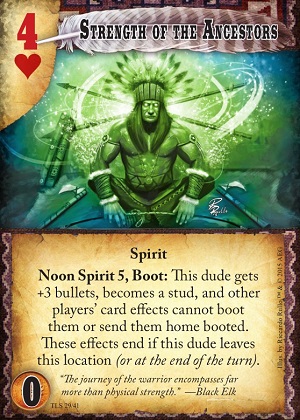 4
STRENGTH OF THE ANCESTORS
Spirit
Noon Spirit 5, Boot: This dude gets
+3 bullets, becomes a stud, and other
players' card effects cannot boot
them or send them home booted.
These effects end if this dude leaves
this location (or at the end of the turn).
0
"The journey of the warrior encompasses far
more than physical strength." —Black Elk
TLS 29/41